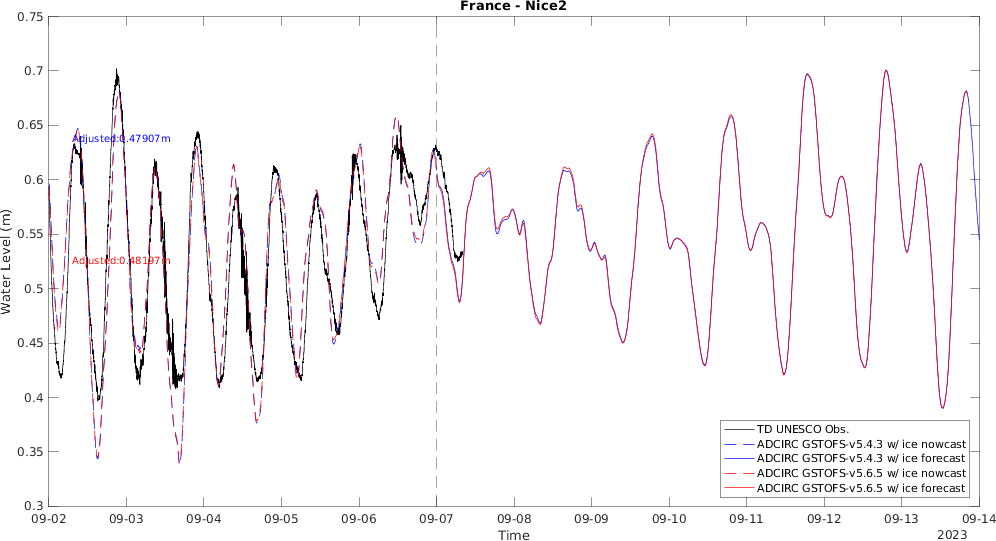 France - Nice2
0.75
0.7
0.65
0.6
0.55
0.5
0.45
0.4
0.35
0.3
Water Level (m)
Adjusted:0.47907m
Adjusted:0.48197m
TD UNESCO Obs.
ADCIRC GSTOFS-v5.4.3 w/ ice nowcast
ADCIRC GSTOFS-v5.4.3 w/ ice forecast
ADCIRC GSTOFS-v5.6.5 w/ ice nowcast
ADCIRC GSTOFS-v5.6.5 w/ ice forecast
09-02 09-03 09-04 09-05 09-06 09-07 09-08 09-09 09-10 09-11 09-12 09-13 09-14
Time
2023